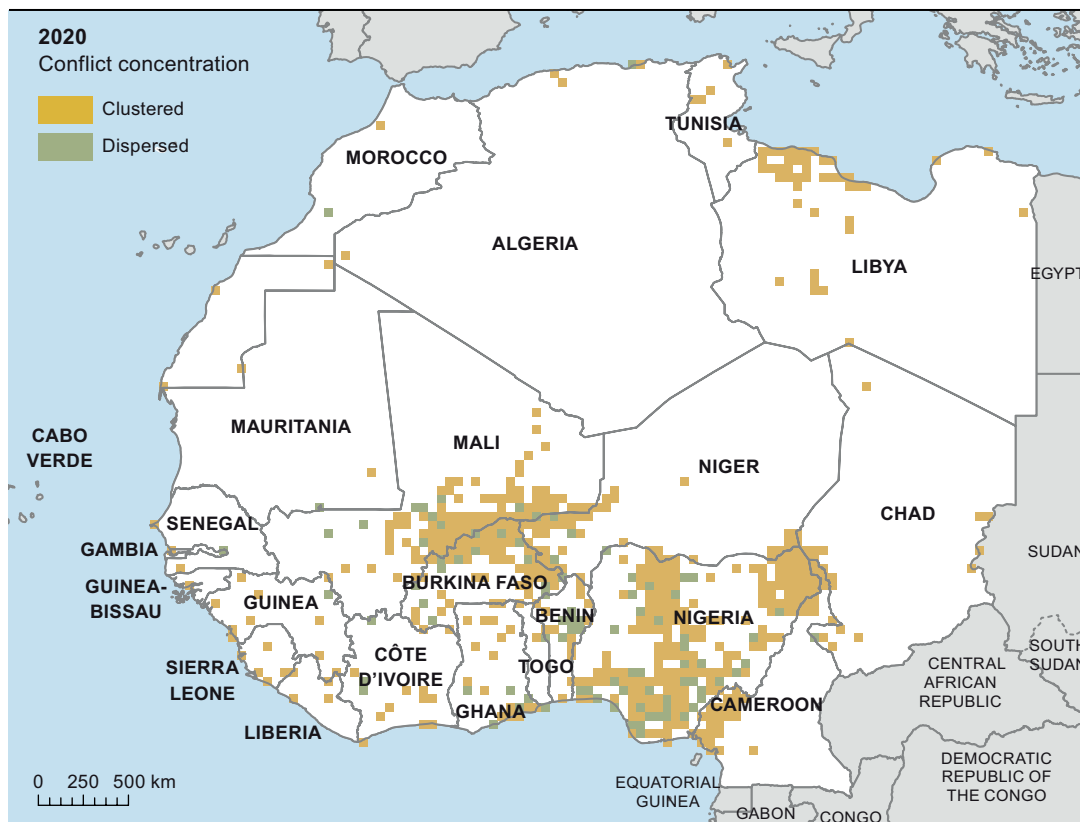 2020
Conflict concentration
Clustered
Dispersed
TUNISIA
MOROCCO
ALGERIA
LIBYA
EGYPT
MAURITANIA
CABO
VERDE
MALI
NIGER
CHAD
SENEGAL
GAMBIA
SUDAN
GUINEA-
BISSAU
GUINEA
BURKINA FASO
BENIN
NIGERIA
SIERRA
LEONE
CÔTE
D'IVOIRE
TOGO
CENTRAL
AFRICAN
REPUBLIC
SOUTH
SUDAN
LIBERIA
GHANA
CAMEROON
0 250 500 km
EQUATORIAL
GUINEA
GABON
CONGO
DEMOCRATIC
REPUBLIC OF
THE CONGO